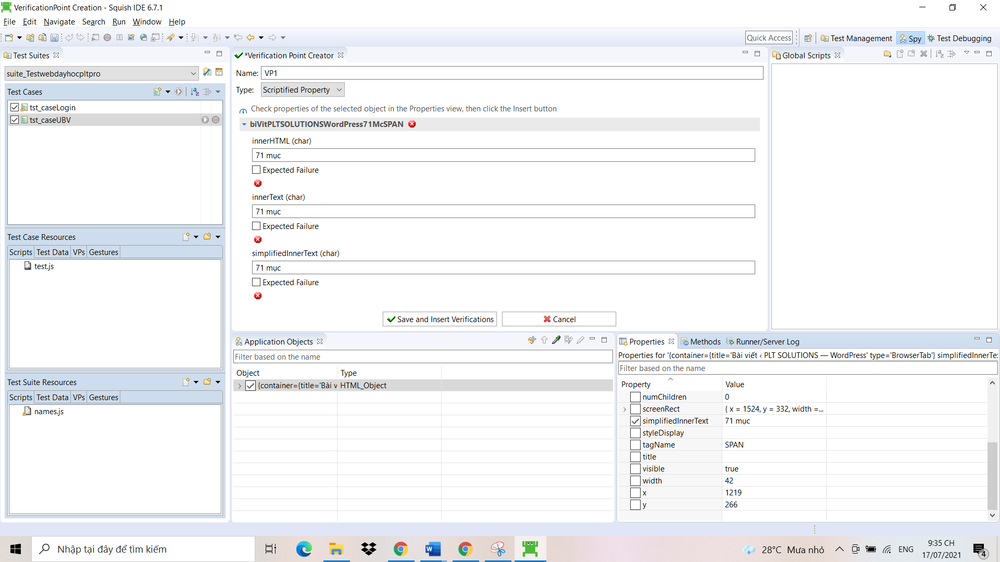 VerificationPoint Creation - Squish IDE 6.7.1
File Edit Navigate Search Run Window Help
Quick Access
Test Management
Spy
Test Debugging
Test Suites
suite_Testwebdayhocpltpro
Test Cases
tst_caseLogin
tst_caseUBV
Test Case Resources
Scripts Test Data VPs Gestures
test.js
Test Suite Resources
Scripts Test Data VPs Gestures
names.js
*Verification Point Creator
Name: VP1
Type: Scriptified Property
Check properties of the selected object in the Properties view, then click the Insert button
biVitPLTSOLUTIONSWordPress71McSPAN
innerHTML (char)
71 mục
Expected Failure
innerText (char)
71 mục
Expected Failure
simplifiedInnerText (char)
71 mục
Expected Failure
Save and Insert Verifications
Cancel
Global Scripts
Application Objects
Filter based on the name
Object Type
{container={title='Bài v HTML_Object
Properties
Methods
Runner/Server Log
Properties for '{container={title='Bài viết ‹ PLT SOLUTIONS — WordPress' type='BrowserTab'} simplifiedInnerTe
Filter based on the name
Property Value
numChildren 0
screenRect { x = 1524, y = 332, width =...
simplifiedInnerText 71 mục
styleDisplay
tagName SPAN
title
visible true
width 42
x 1219
y 266
Nhập tại đây để tìm kiếm
28°C Mưa nhỏ
ENG
9:35 CH
17/07/2021
4